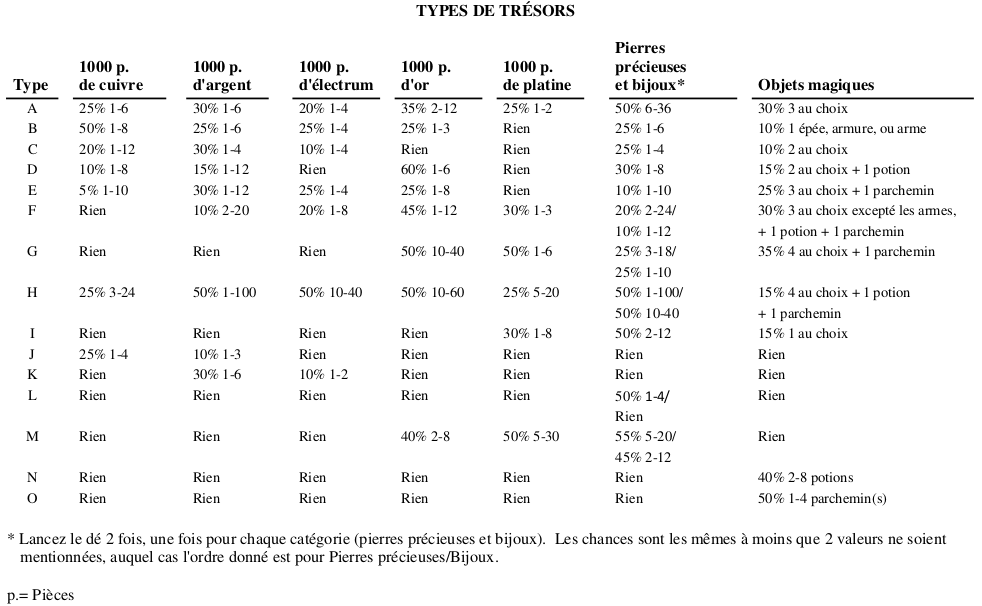 TYPES DE TRÉSORS
Pierres
1000 p. 1000 p. 1000 p. 1000 p. 1000 p. précieuses
Type de cuivre d'argent d'électrum d'or de platine et bijoux* Objets magiques
A 25% 1-6 30% 1-6 20% 1-4 35% 2-12 25% 1-2 50% 6-36 30% 3 au choix
B 50% 1-8 25% 1-6 25% 1-4 25% 1-3 Rien 25% 1-6 10% 1 épée, armure, ou arme
C 20% 1-12 30% 1-4 10% 1-4 Rien Rien 25% 1-4 10% 2 au choix
D 10% 1-8 15% 1-12 Rien 60% 1-6 Rien 30% 1-8 15% 2 au choix + 1 potion
E 5% 1-10 30% 1-12 25% 1-4 25% 1-8 Rien 10% 1-10 25% 3 au choix + 1 parchemin
F Rien 10% 2-20 20% 1-8 45% 1-12 30% 1-3 20% 2-24/ 30% 3 au choix excepté les armes,
10% 1-12 + 1 potion + 1 parchemin
G Rien Rien Rien 50% 10-40 50% 1-6 25% 3-18/ 35% 4 au choix + 1 parchemin
25% 1-10
H 25% 3-24 50% 1-100 50% 10-40 50% 10-60 25% 5-20 50% 1-100/ 15% 4 au choix + 1 potion
50% 10-40 + 1 parchemin
I Rien Rien Rien Rien 30% 1-8 50% 2-12 15% 1 au choix
J 25% 1-4 10% 1-3 Rien Rien Rien Rien Rien
K Rien 30% 1-6 10% 1-2 Rien Rien Rien Rien
L Rien Rien Rien Rien Rien 50% 1-4/ Rien
Rien
M Rien Rien Rien 40% 2-8 50% 5-30 55% 5-20/ Rien
45% 2-12
N Rien Rien Rien Rien Rien Rien 40% 2-8 potions
O Rien Rien Rien Rien Rien Rien 50% 1-4 parchemin(s)
* Lancez le dé 2 fois, une fois pour chaque catégorie (pierres précieuses et bijoux). Les chances sont les mêmes à moins que 2 valeurs ne soient
mentionnées, auquel cas l'ordre donné est pour Pierres précieuses/Bijoux.
p.= Pièces